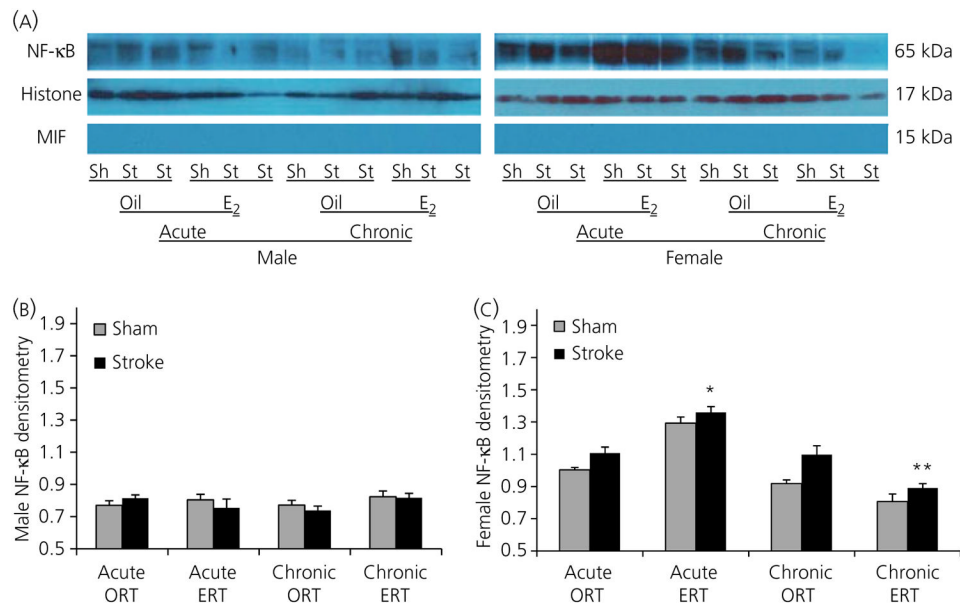 (A)
NF-κB 65 kDa
Histone 17 kDa
MIF 15 kDa
Sh St St Sh St St Sh St St Sh St St Sh St St Sh St St Sh St St Sh St St
Oil E₂ Oil E₂ Oil E₂ Oil E₂
Acute Chronic Acute Chronic
Male Female
(B)
Male NF-κB densitometry
1.9
1.7
1.5
1.3
1.1
0.9
0.7
0.5
Sham
Stroke
Acute ORT
Acute ERT
Chronic ORT
Chronic ERT
(C)
Female NF-κB densitometry
1.9
1.7
1.5
1.3
1.1
0.9
0.7
0.5
Sham
Stroke
*
**
Acute ORT
Acute ERT
Chronic ORT
Chronic ERT